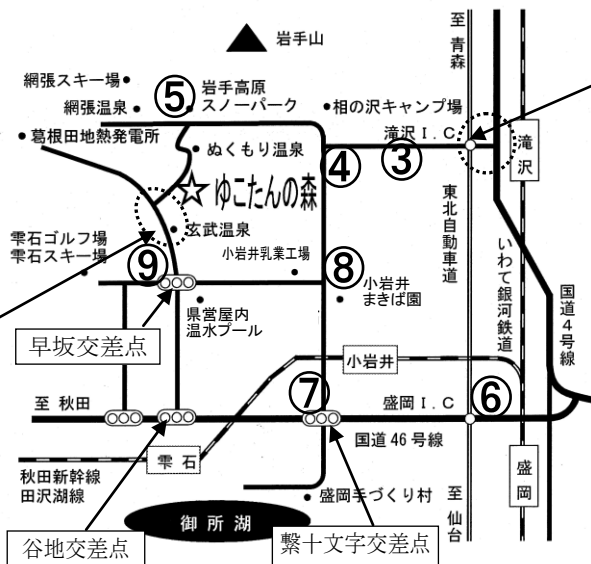 岩手山
至
青
森
網張スキー場
網張温泉
⑤
岩手高原
スノーパーク
相の沢キャンプ場
葛根田地熱発電所
ぬくもり温泉
滝沢Ｉ.Ｃ
④
③
滝
沢
☆ゆこたんの森
玄武温泉
雫石ゴルフ場
雫石スキー場
⑨
小岩井乳業工場
⑧
小岩井
まきば園
東北自動車道
いわて銀河鉄道
国道４号線
県営屋内
温水プール
早坂交差点
小岩井
至 秋田
⑦
盛岡Ｉ.Ｃ
⑥
国道46号線
秋田新幹線
田沢湖線
雫 石
盛
岡
盛岡手づくり村
至
仙
台
御所湖
谷地交差点
繋十文字交差点